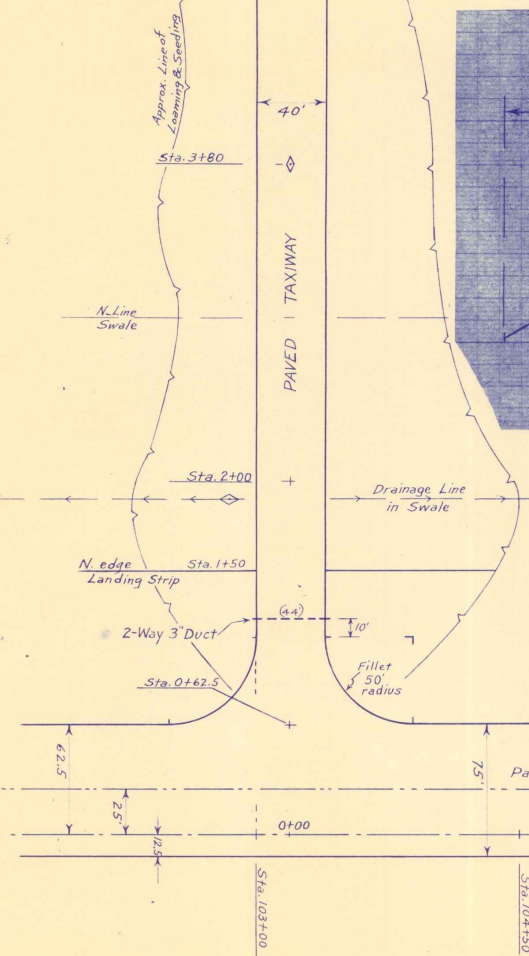 Approx. Line of
Loaming & Seeding
40'
Sta. 3+80
PAVED TAXIWAY
N. Line
Swale
Sta. 2+00
Drainage Line
in Swale
N. edge
Sta. 1+50
Landing Strip
(44)
10'
2-Way 3" Duct
Fillet
50'
radius
Sta. 0+62.5
62.5'
75'
Pa
25'
0+00
12.5'
Sta. 103+00
Sta. 104+50